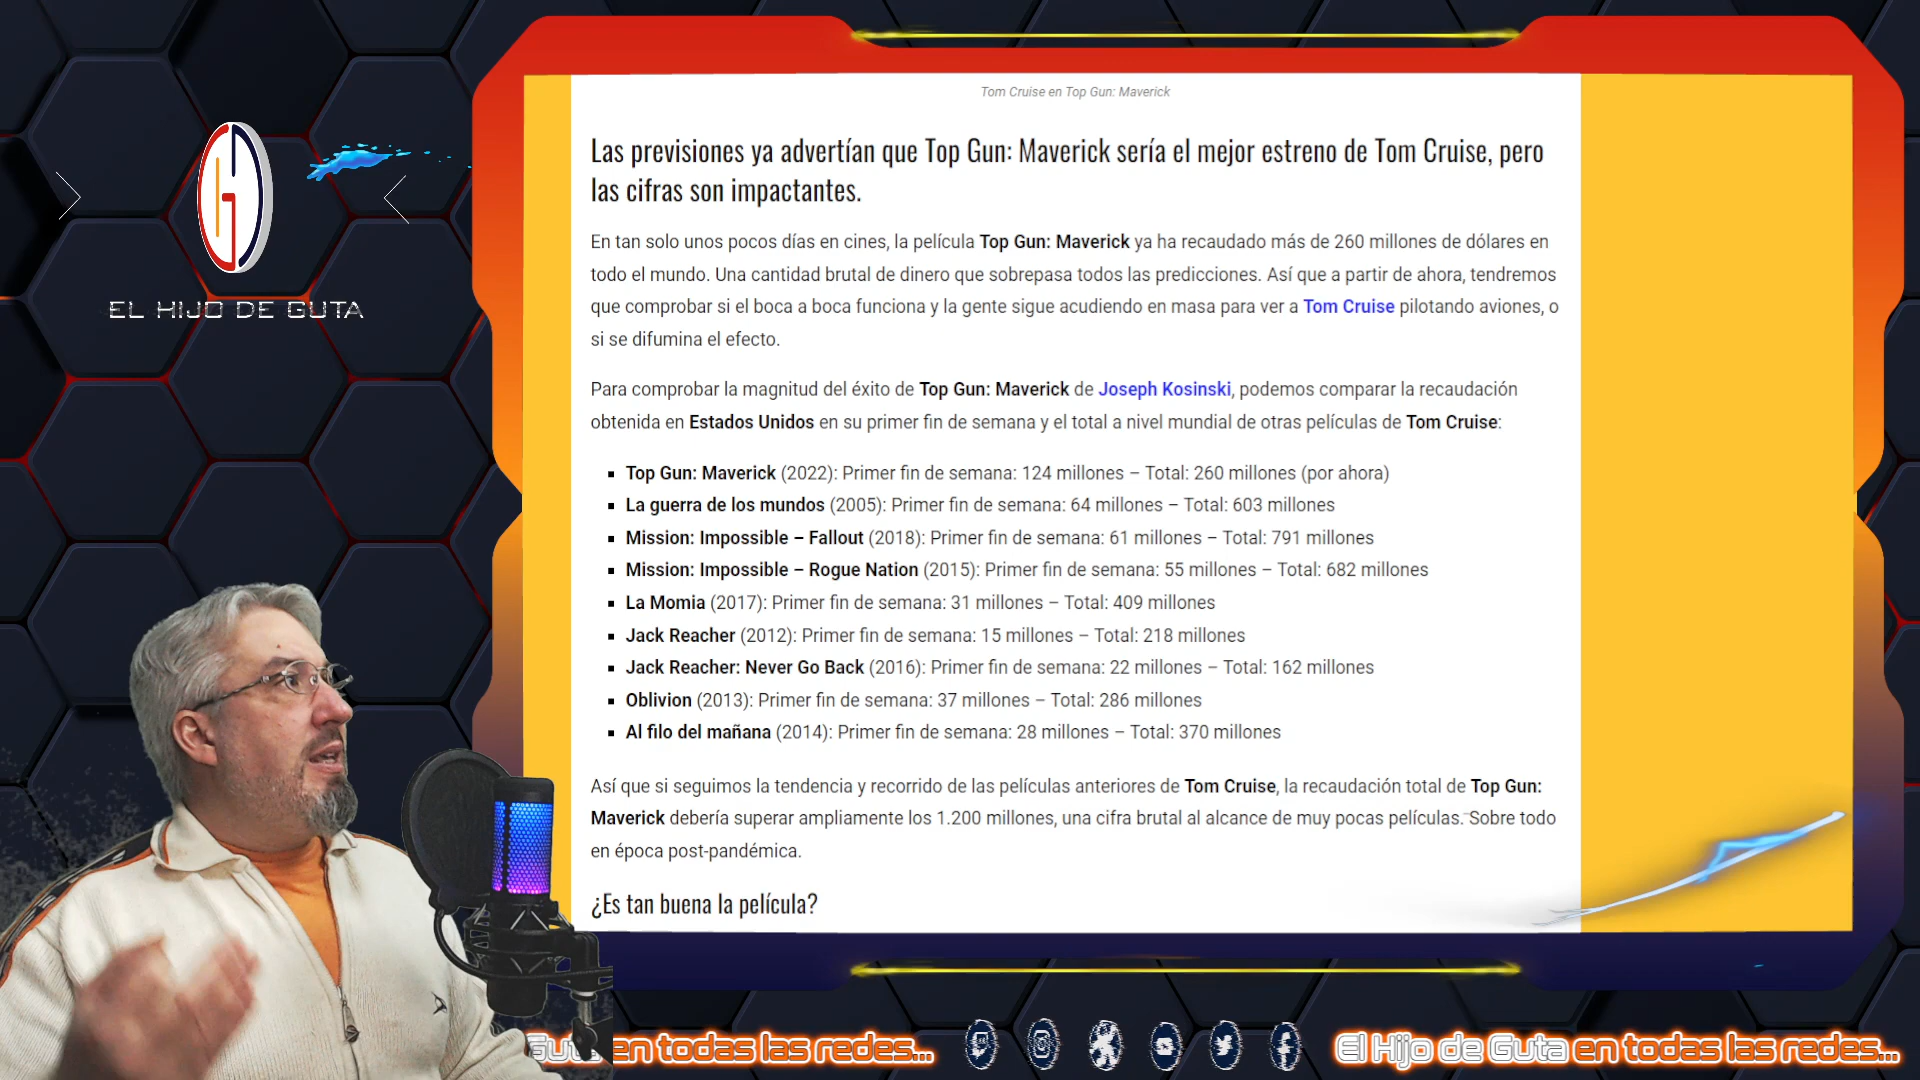 Tom Cruise en Top Gun: Maverick
Las previsiones ya advertían que Top Gun: Maverick sería el mejor estreno de Tom Cruise, pero
las cifras son impactantes.
En tan solo unos pocos días en cines, la película Top Gun: Maverick ya ha recaudado más de 260 millones de dólares en
todo el mundo. Una cantidad brutal de dinero que sobrepasa todos las predicciones. Así que a partir de ahora, tendremos
que comprobar si el boca a boca funciona y la gente sigue acudiendo en masa para ver a Tom Cruise pilotando aviones, o
si se difumina el efecto.
Para comprobar la magnitud del éxito de Top Gun: Maverick de Joseph Kosinski, podemos comparar la recaudación
obtenida en Estados Unidos en su primer fin de semana y el total a nivel mundial de otras películas de Tom Cruise:
Top Gun: Maverick (2022): Primer fin de semana: 124 millones – Total: 260 millones (por ahora)
La guerra de los mundos (2005): Primer fin de semana: 64 millones – Total: 603 millones
Mission: Impossible – Fallout (2018): Primer fin de semana: 61 millones – Total: 791 millones
Mission: Impossible – Rogue Nation (2015): Primer fin de semana: 55 millones – Total: 682 millones
La Momia (2017): Primer fin de semana: 31 millones – Total: 409 millones
Jack Reacher (2012): Primer fin de semana: 15 millones – Total: 218 millones
Jack Reacher: Never Go Back (2016): Primer fin de semana: 22 millones – Total: 162 millones
Oblivion (2013): Primer fin de semana: 37 millones – Total: 286 millones
Al filo del mañana (2014): Primer fin de semana: 28 millones – Total: 370 millones
Así que si seguimos la tendencia y recorrido de las películas anteriores de Tom Cruise, la recaudación total de Top Gun:
Maverick debería superar ampliamente los 1.200 millones, una cifra brutal al alcance de muy pocas películas. Sobre todo
en época post-pandémica.
¿Es tan buena la película?
EL HIJO DE GUTA
Guta en todas las redes...
El Hijo de Guta en todas las redes...